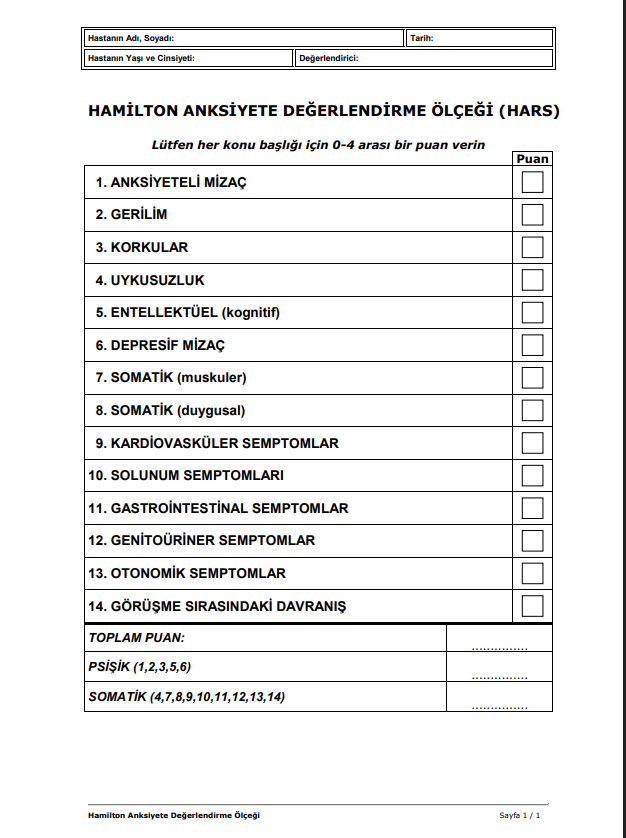 Hastanın Adı, Soyadı: Tarih:
Hastanın Yaşı ve Cinsiyeti: Değerlendirici:
HAMİLTON ANKSİYETE DEĞERLENDİRME ÖLÇEĞİ (HARS)
Lütfen her konu başlığı için 0-4 arası bir puan verin
Puan
1. ANKSİYETELİ MİZAÇ
2. GERİLİM
3. KORKULAR
4. UYKUSUZLUK
5. ENTELLEKTÜEL (kognitif)
6. DEPRESİF MİZAÇ
7. SOMATİK (muskuler)
8. SOMATİK (duygusal)
9. KARDİOVASKÜLER SEMPTOMLAR
10. SOLUNUM SEMPTOMLARI
11. GASTROİNTESTİNAL SEMPTOMLAR
12. GENİTOÜRİNER SEMPTOMLAR
13. OTONOMİK SEMPTOMLAR
14. GÖRÜŞME SIRASINDAKİ DAVRANIŞ
TOPLAM PUAN: ...............
PSİŞİK (1,2,3,5,6) ...............
SOMATİK (4,7,8,9,10,11,12,13,14) ...............
Hamilton Anksiyete Değerlendirme Ölçeği Sayfa 1 / 1